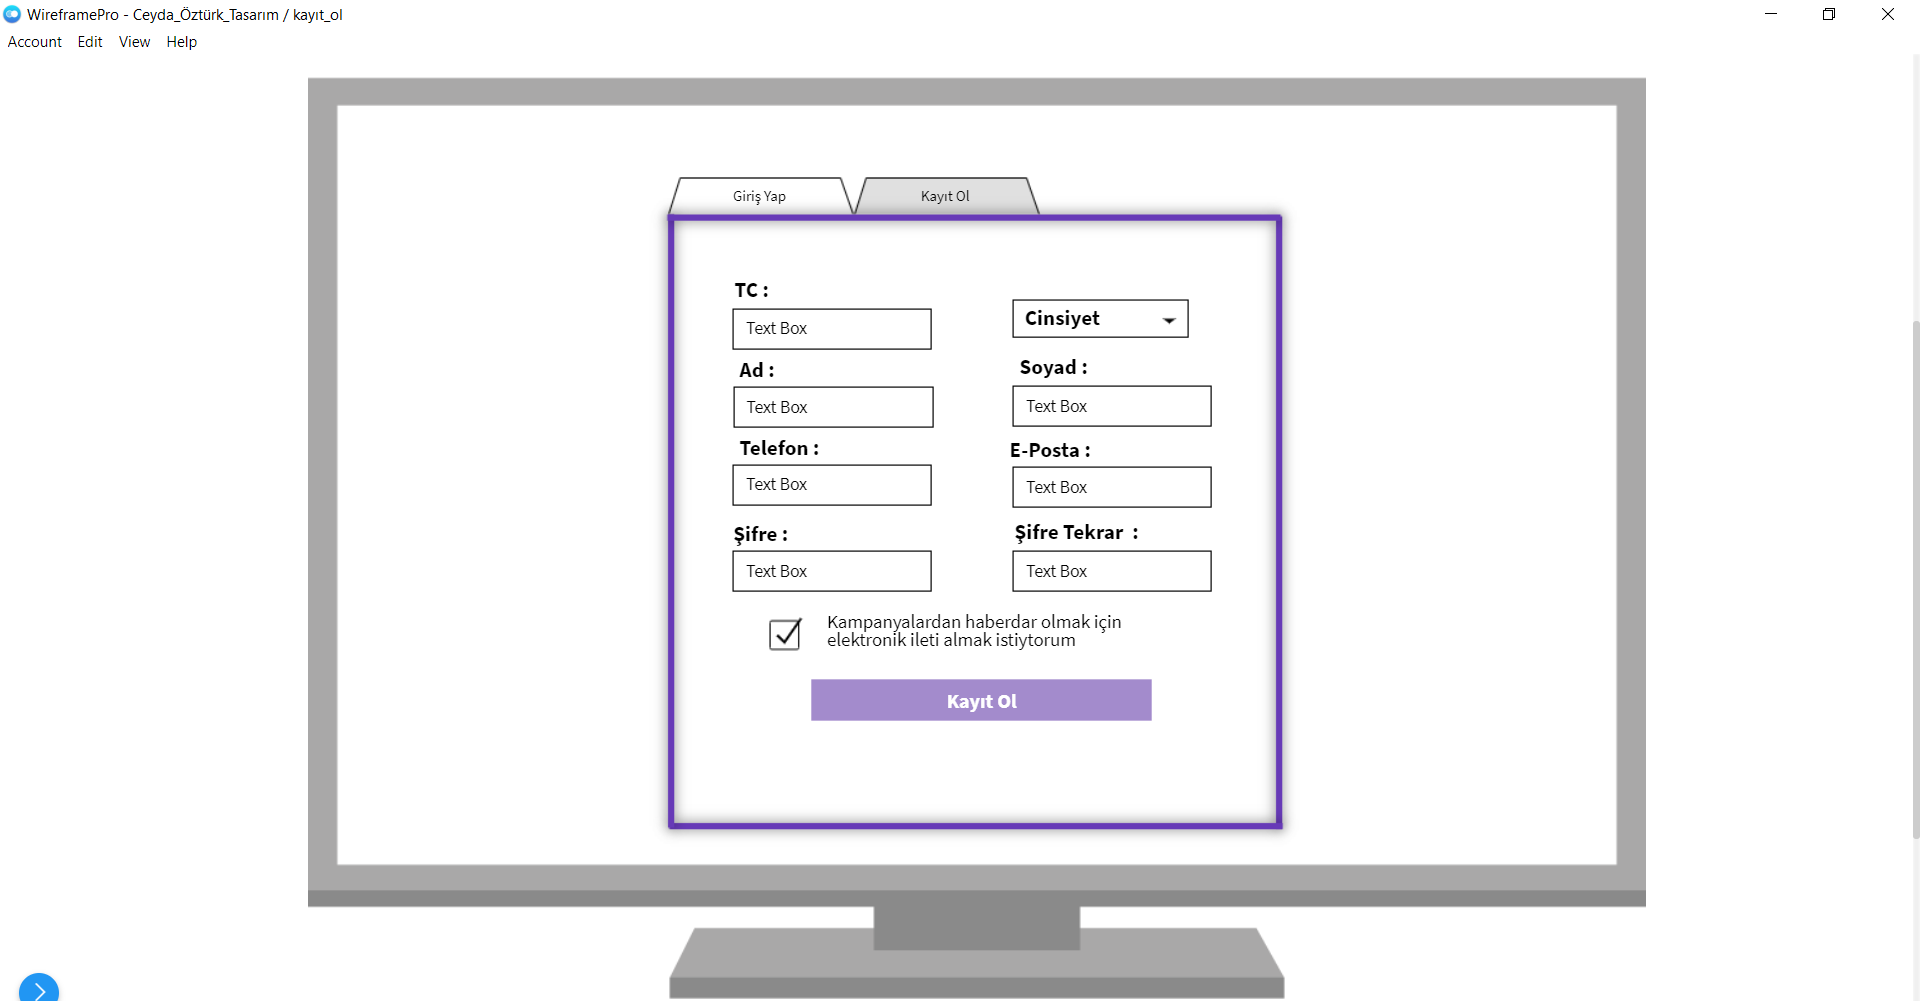 WireframePro - Ceyda_Öztürk_Tasarım / kayıt_ol
Account Edit View Help
Giriş Yap
Kayıt Ol
TC :
Text Box
Cinsiyet
Ad :
Text Box
Soyad :
Text Box
Telefon :
Text Box
E-Posta :
Text Box
Şifre :
Text Box
Şifre Tekrar :
Text Box
Kampanyalardan haberdar olmak için
elektronik ileti almak istiytorum
Kayıt Ol